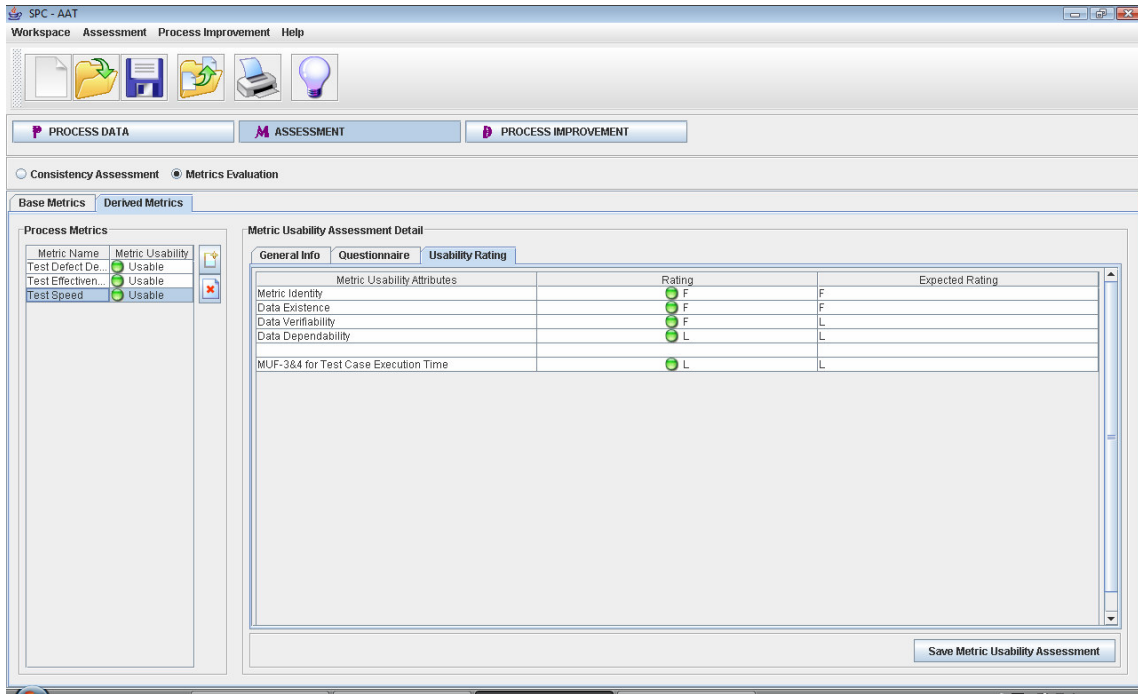 SPC - AAT
Workspace Assessment Process Improvement Help
P PROCESS DATA M ASSESSMENT D PROCESS IMPROVEMENT
Consistency Assessment Metrics Evaluation
Base Metrics Derived Metrics
Process Metrics
Metric Name Metric Usability
Test Defect De... Usable
Test Effectiven... Usable
Test Speed Usable
Metric Usability Assessment Detail
General Info Questionnaire Usability Rating
Metric Usability Attributes Rating Expected Rating
Metric Identity F F
Data Existence F F
Data Verifiability F L
Data Dependability L L
MUF-3&4 for Test Case Execution Time L L
Save Metric Usability Assessment